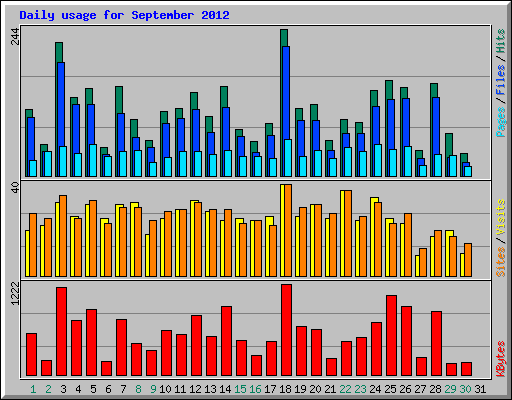 Daily usage for September 2012
244
Pages / Files / Hits
40
Sites / Visits
1222
KBytes
1 2 3 4 5 6 7 8 9 10 11 12 13 14 15 16 17 18 19 20 21 22 23 24 25 26 27 28 29 30 31